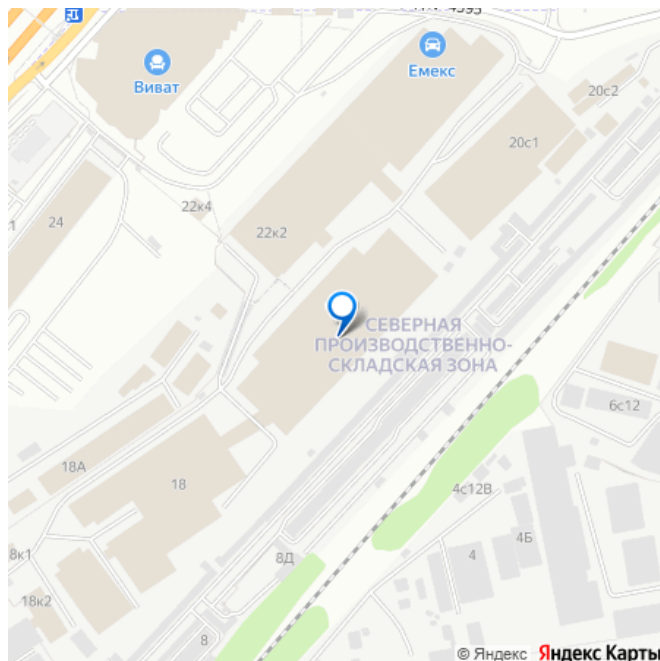 Емекс
Виват
20с2
20с1
22к4
24
22к2
СЕВЕРНАЯ
ПРОИЗВОДСТВЕННО-
СКЛАДСКАЯ ЗОНА
6с12
18А
18
4с12В
4Б
8к1
8Д
4
18к2
8
© Яндекс Яндекс Карты